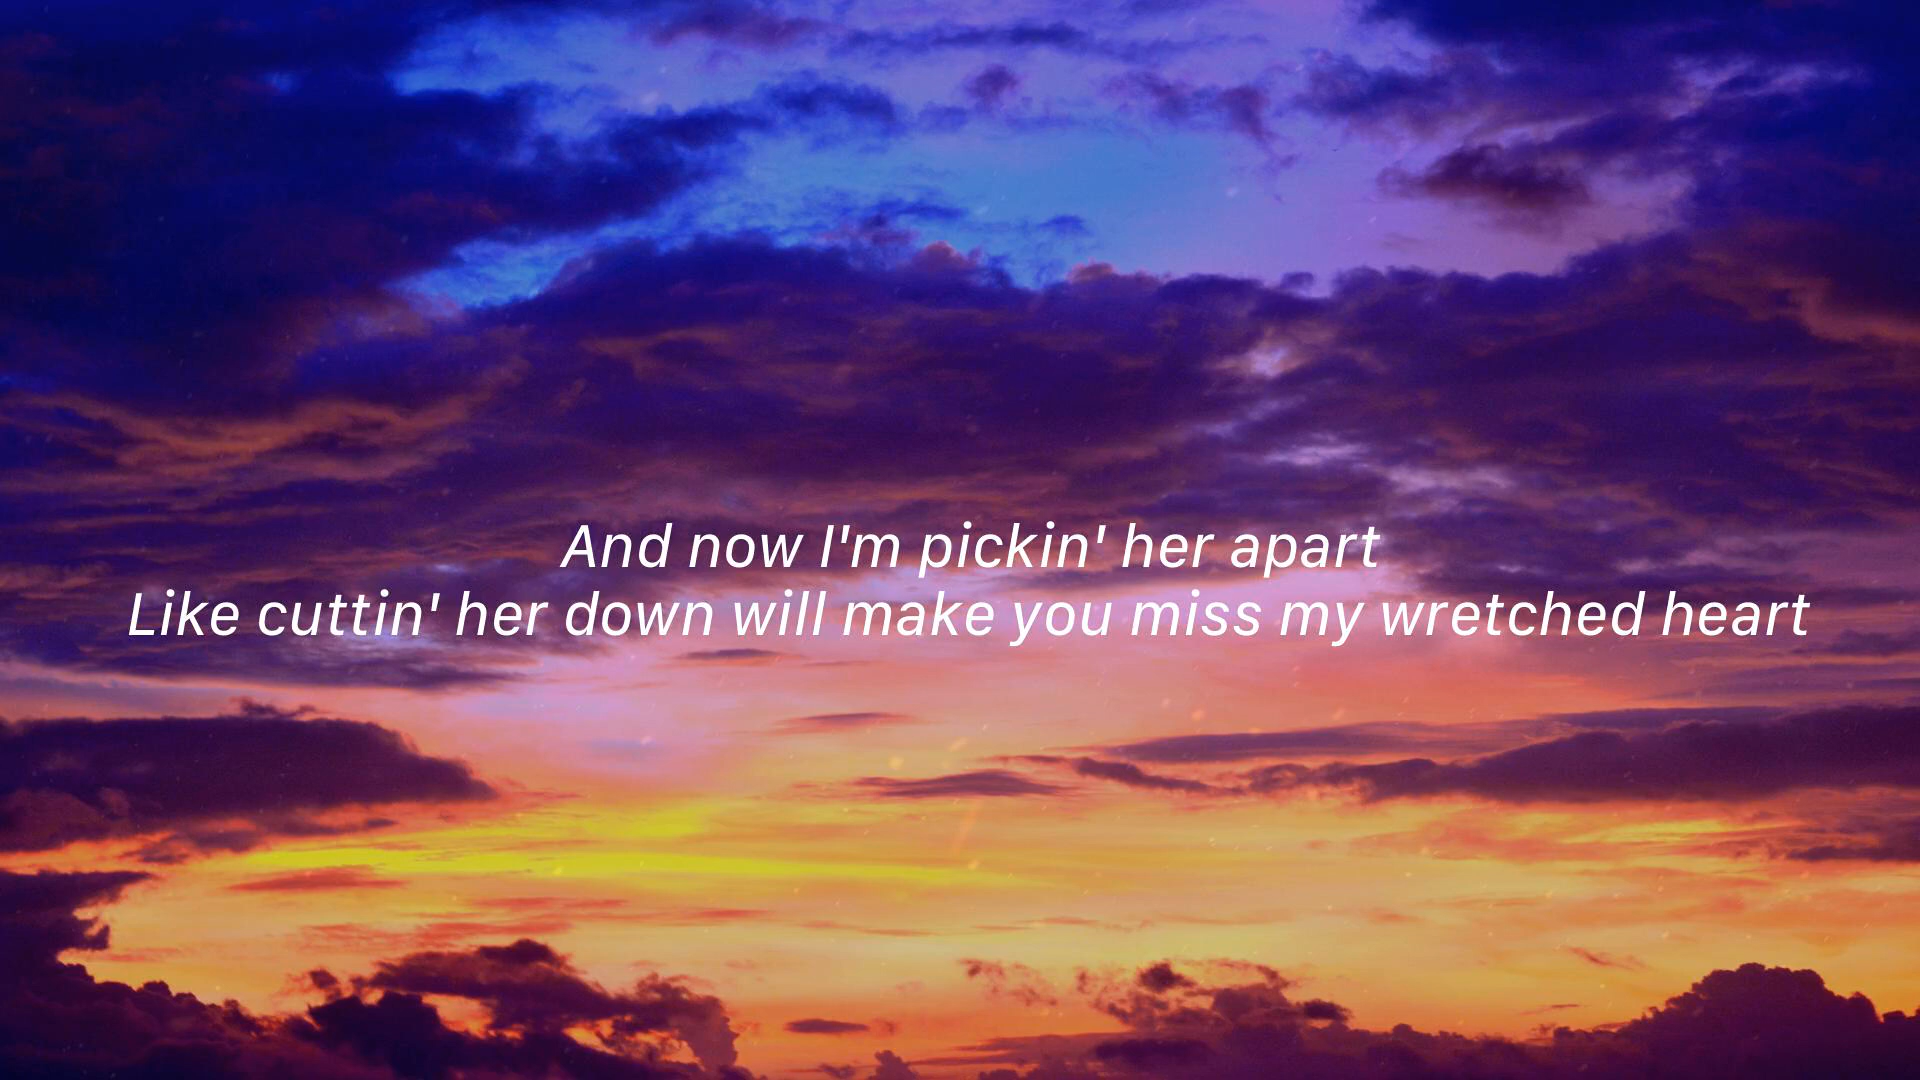 And now I'm pickin' her apart
Like cuttin' her down will make you miss my wretched heart